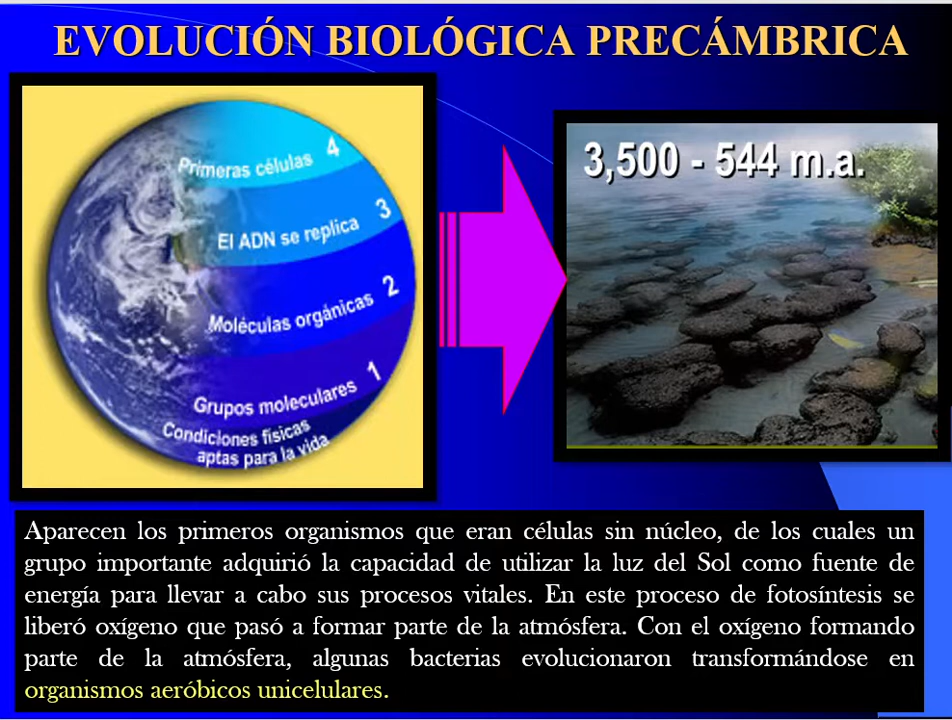 EVOLUCIÓN BIOLÓGICA PRECÁMBRICA
Primeras células 4
El ADN se replica 3
Moléculas orgánicas 2
Grupos moleculares 1
Condiciones físicas
aptas para la vida
3,500 - 544 m.a.
Aparecen los primeros organismos que eran células sin núcleo, de los cuales un
grupo importante adquirió la capacidad de utilizar la luz del Sol como fuente de
energía para llevar a cabo sus procesos vitales. En este proceso de fotosíntesis se
liberó oxígeno que pasó a formar parte de la atmósfera. Con el oxígeno formando
parte de la atmósfera, algunas bacterias evolucionaron transformándose en
organismos aeróbicos unicelulares.